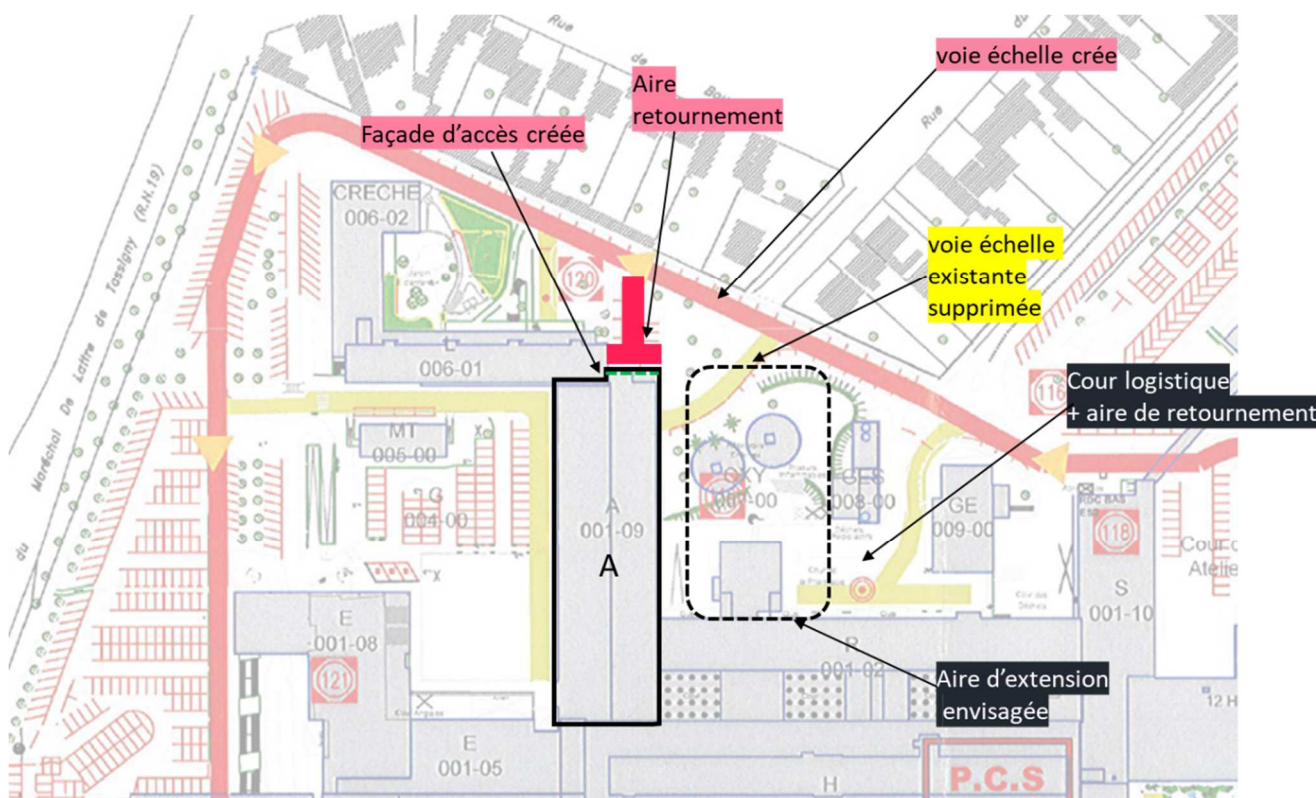 Rue
de
voie échelle crée
Aire
retournement
Rue
Façade d'accès créée
du Maréchal De Lattre de Tassigny (R.N.19)
CRECHE
006-02
voie échelle
existante
supprimée
120
006-01
Cour logistique
+ aire de retournement
116
MT
005-00
G
004-00
A
001-09
A
OXY
GES
008-00
GE
009-00
118
Cour d
Atelie
S
001-10
E
001-08
121
R
001-02
Aire d'extension
envisagée
12 H
E
001-05
H
P.C.S